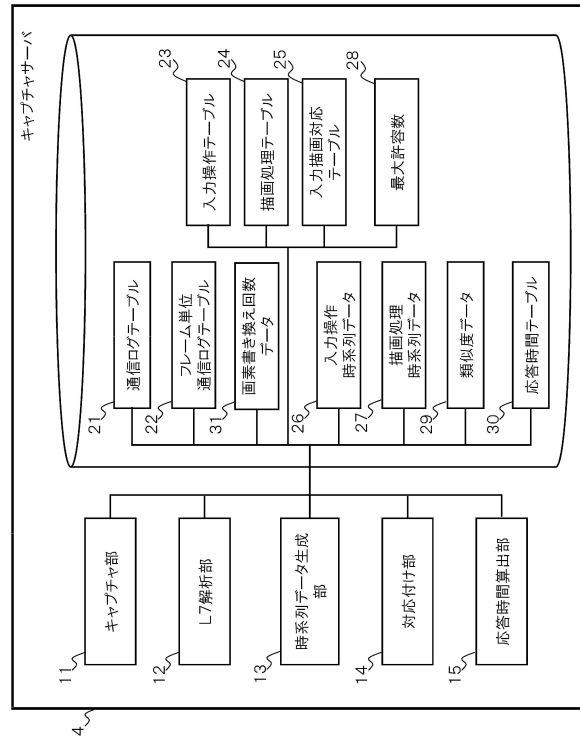 キャプチャサーバ
4
11
キャプチャ部
12
L7解析部
13
時系列データ生成
部
14
対応付け部
15
応答時間算出部
21
通信ログテーブル
22
フレーム単位
通信ログテーブル
31
画素書き換え回数
データ
26
入力操作
時系列データ
27
描画処理
時系列データ
29
類似度データ
30
応答時間テーブル
23
入力操作テーブル
24
描画処理テーブル
25
入力描画対応
テーブル
28
最大許容数